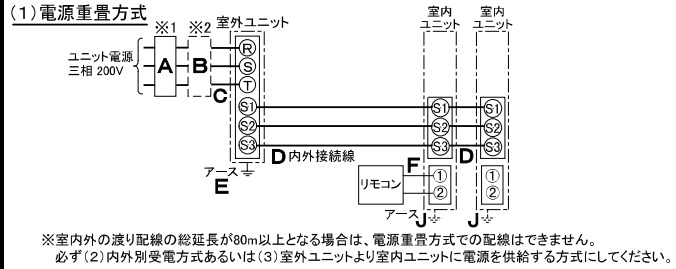 (1)電源重畳方式
※1 ※2 室外ユニット 室内ユニット 室内ユニット
ユニット電源
三相 200V
A B C
R
S
T
S1 S1 S1
S2 S2 S2
S3 S3 S3
D 内外接続線 F D
アース
E
リモコン ① ①
② ②
アース J J
※室内外の渡り配線の総延長が80m以上となる場合は、電源重畳方式での配線はできません。
必ず(2)内外別受電方式あるいは(3)室外ユニットより室内ユニットに電源を供給する方式にしてください。